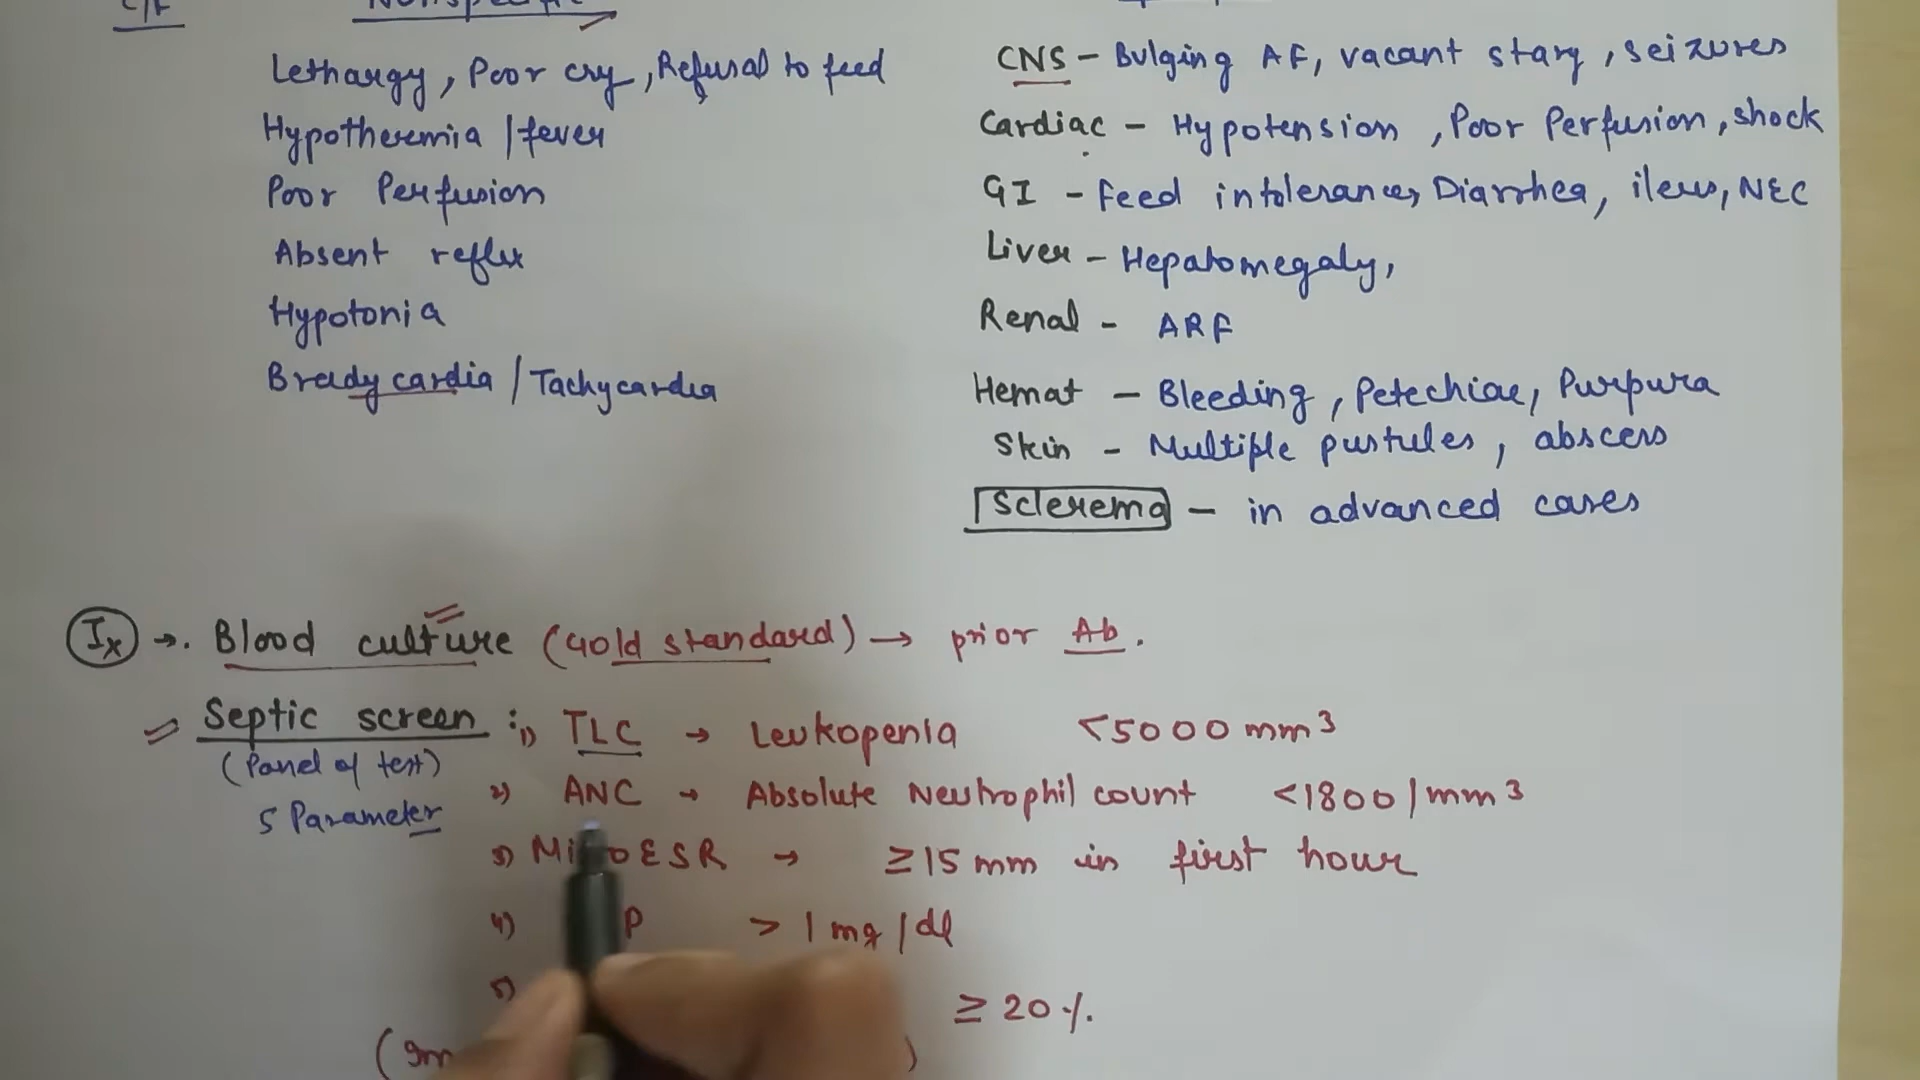 C/F Nonspecific
Lethargy, Poor cry, Refusal to feed
Hypothermia / fever
Poor Perfusion
Absent reflex
Hypotonia
Bradycardia / Tachycardia
CNS - Bulging AF, vacant stary, seizures
Cardiac - Hypotension, Poor Perfusion, shock
GI - Feed intolerance, Diarrhea, ileus, NEC
Liver - Hepatomegaly,
Renal - ARF
Hemat - Bleeding, Petechiae, Purpura
Skin - Multiple pustules, abscess
Sclerema - in advanced cases
Ix →. Blood culture (Gold standard) → prior Ab.
Septic screen : 1) TLC → Leukopenia <5000 mm3
(Panel of test)
5 Parameter
2) ANC → Absolute Neutrophil count <1800/mm3
3) MicroESR → ≥15 mm in first hour
4) P > 1 mg/dl
5) ≥ 20 %.
( )